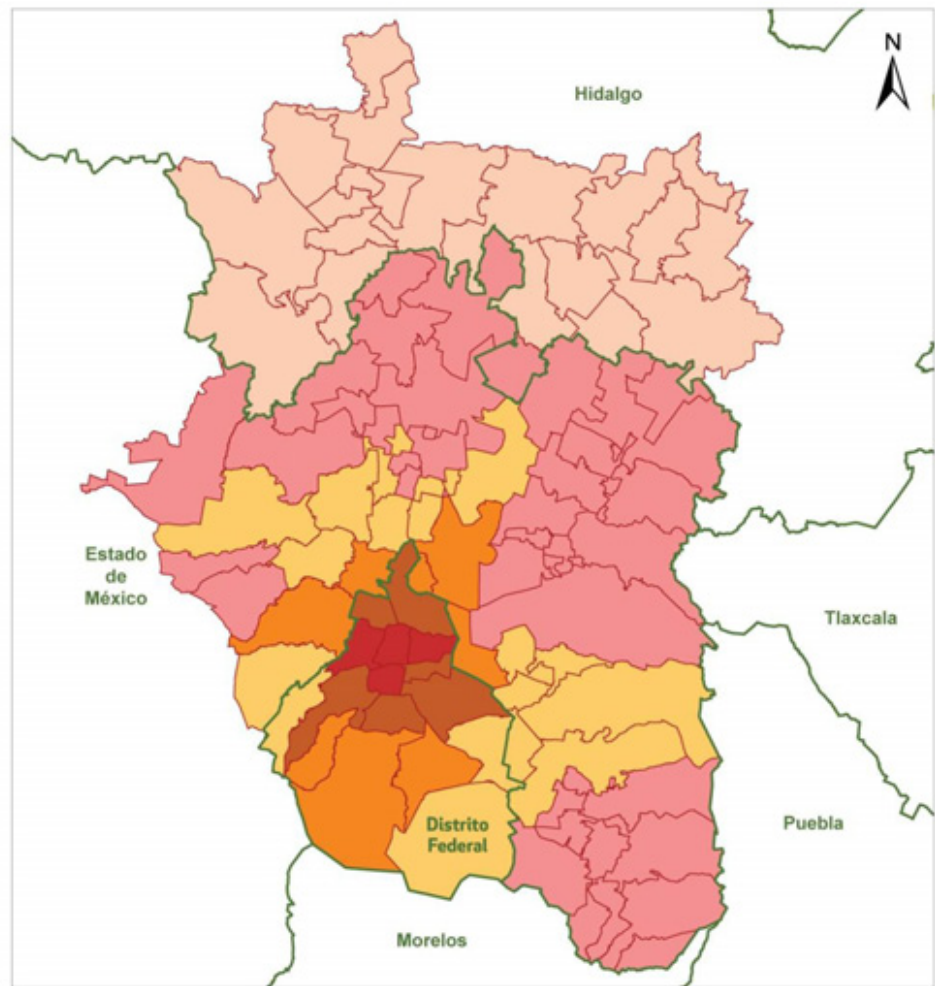 N
Hidalgo
Estado
de
México
Tlaxcala
Distrito
Federal
Puebla
Morelos